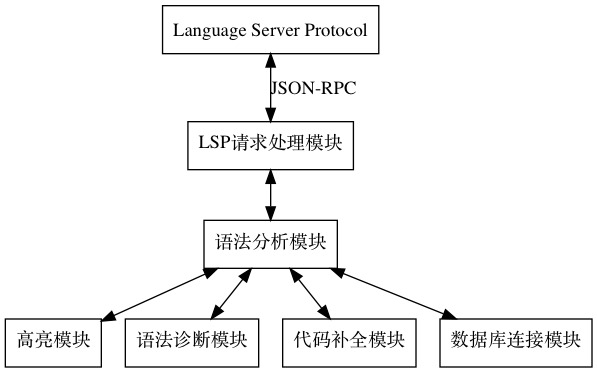 Language Server Protocol
JSON-RPC
LSP请求处理模块
语法分析模块
高亮模块
语法诊断模块
代码补全模块
数据库连接模块